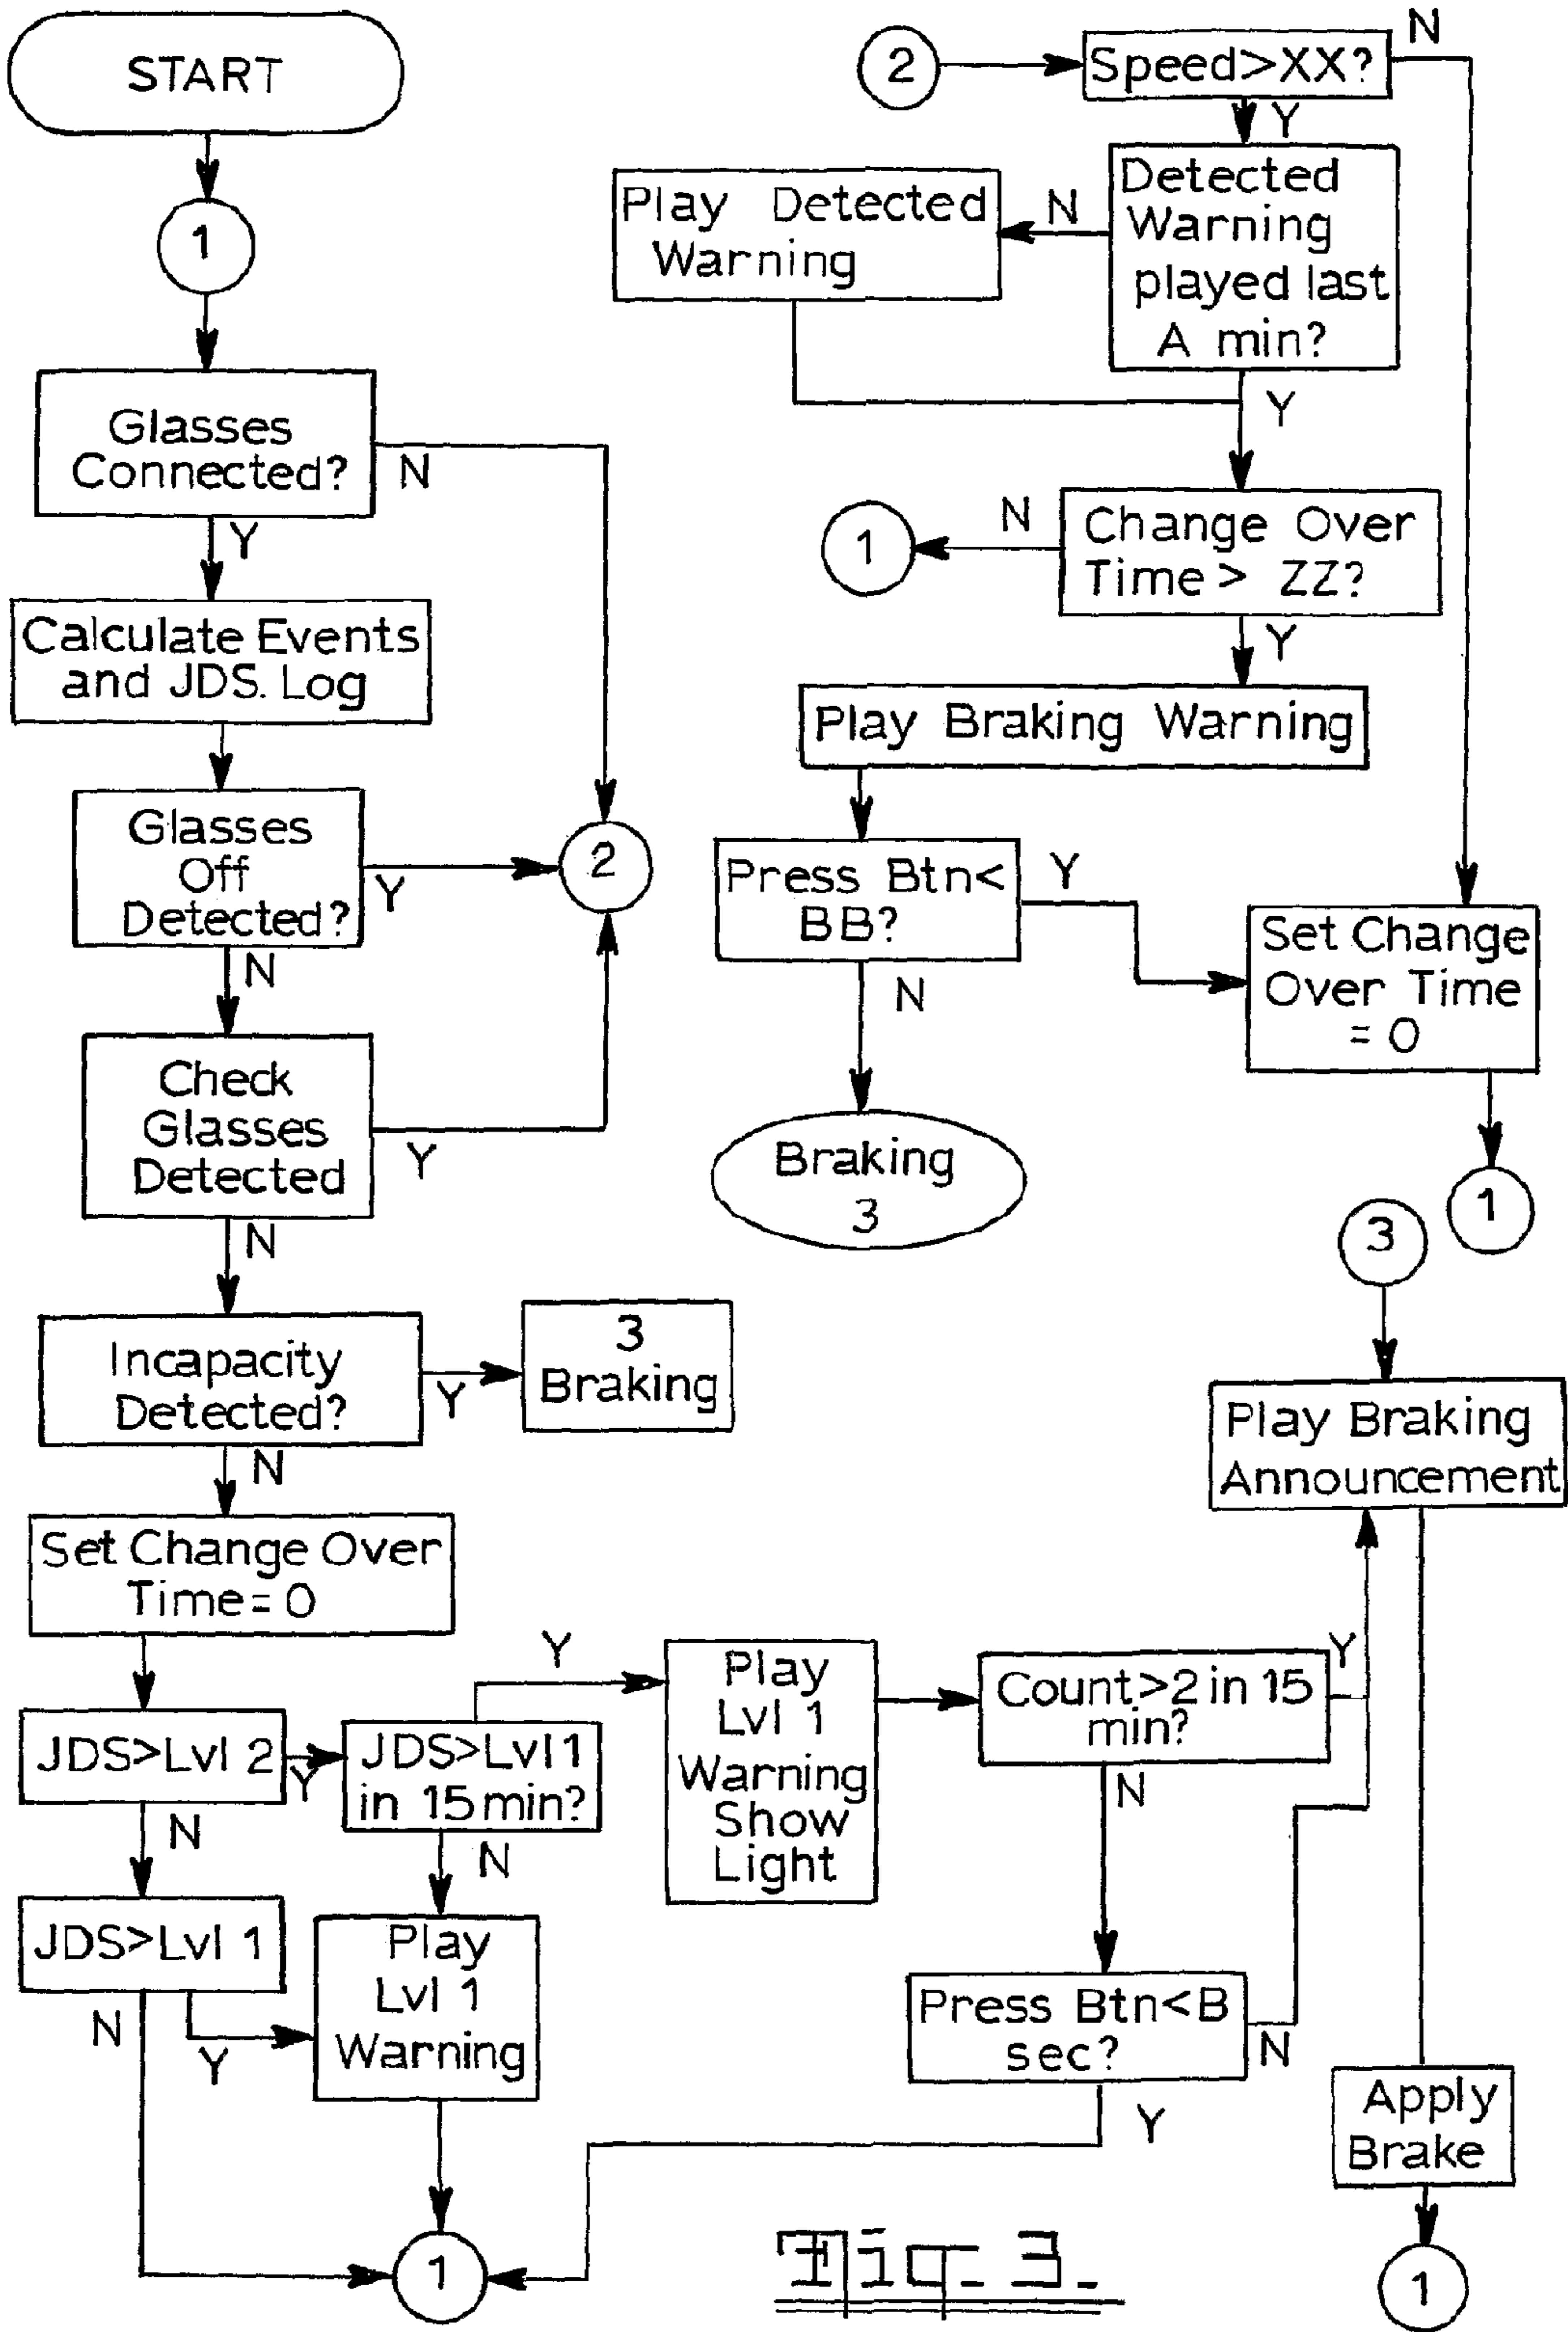 START
1
Glasses
Connected?
N
Y
Calculate Events
and JDS. Log
Glasses
Off
Detected?
Y
2
N
Check
Glasses
Detected
Y
N
Incapacity
Detected?
Y
3
Braking
N
Set Change Over
Time=0
JDS>Lvl 2
Y
N
JDS>Lvl 1
in 15 min?
Y
N
JDS>Lvl 1
N
Y
Play
Lvl 1
Warning
1
Play
Lvl 1
Warning
Show
Light
Count>2 in 15
min?
Y
N
Press Btn<B
sec?
N
Y
2
Speed>XX?
N
Y
Detected
Warning
played last
A min?
N
Play Detected
Warning
Y
Change Over
Time> ZZ?
N
1
Y
Play Braking Warning
Press Btn<
BB?
Y
N
Braking
3
Set Change
Over Time
=0
1
3
Play Braking
Announcement
Apply
Brake
1
Fig. 3.